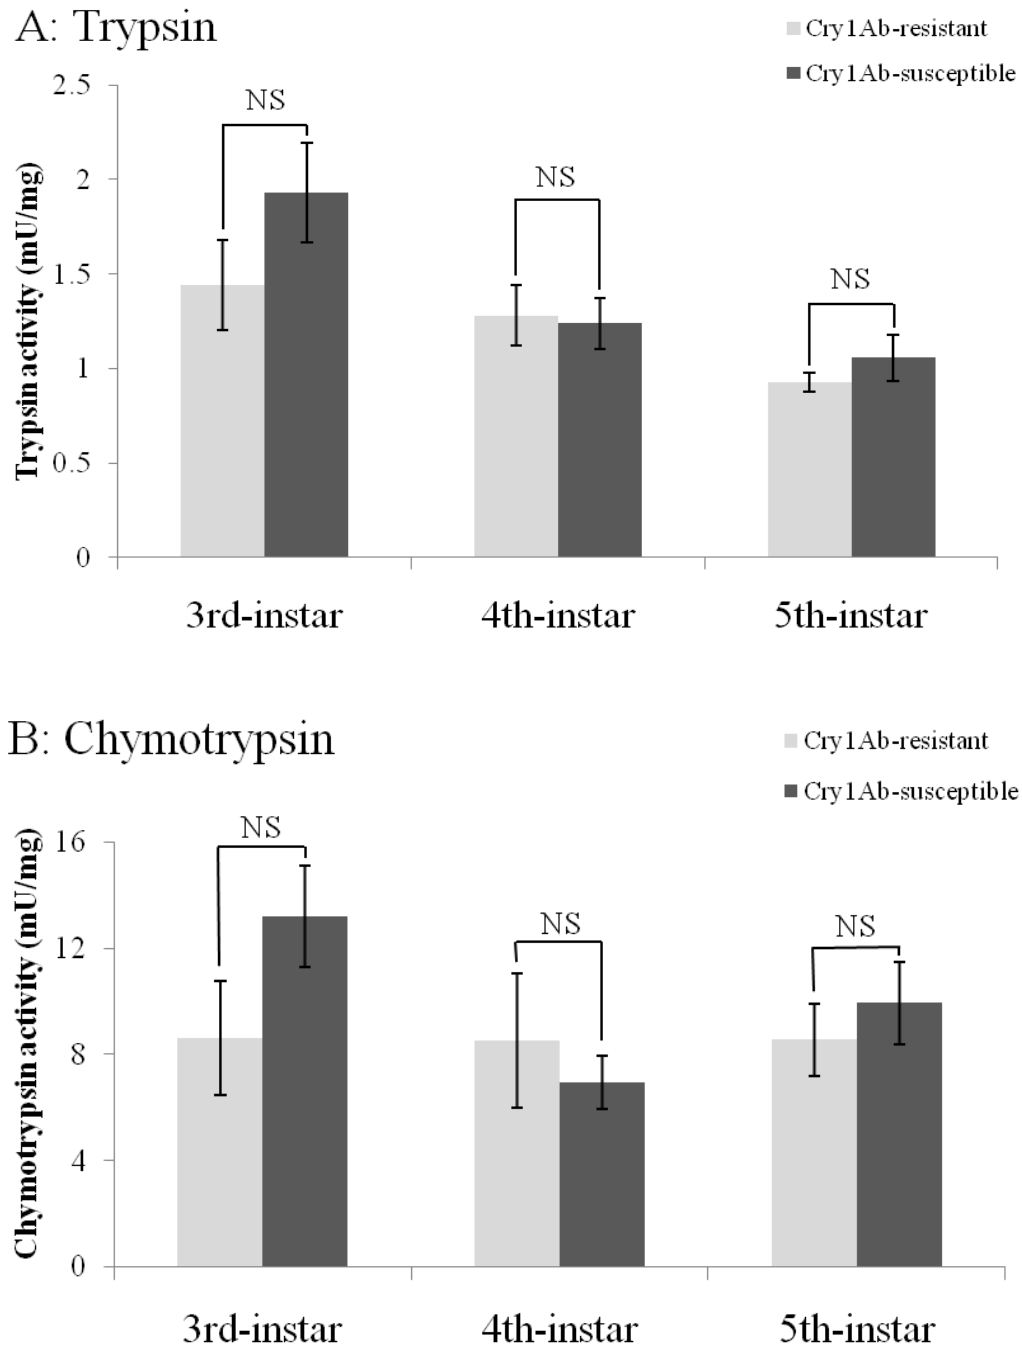 A: Trypsin
Cry1Ab-resistant
Cry1Ab-susceptible
Trypsin activity (mU/mg)
2.5
2
1.5
1
0.5
0
NS
NS
NS
3rd-instar
4th-instar
5th-instar
B: Chymotrypsin
Cry1Ab-resistant
Cry1Ab-susceptible
Chymotrypsin activity (mU/mg)
16
12
8
4
0
NS
NS
NS
3rd-instar
4th-instar
5th-instar